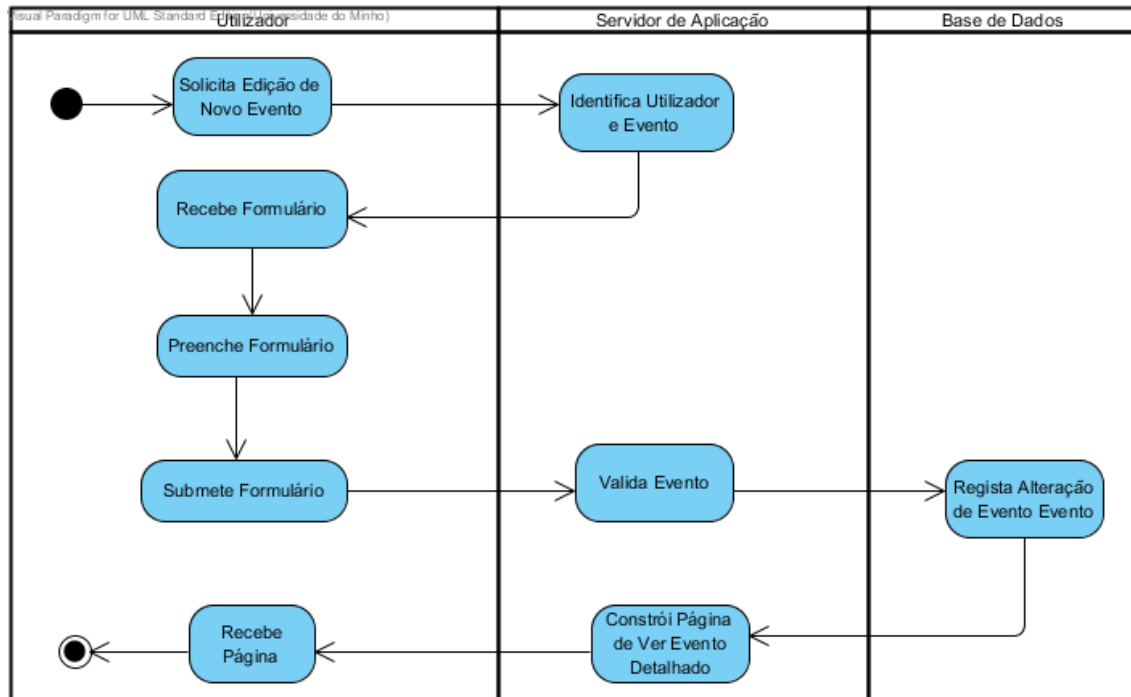 Visual Paradigm for UML Standard Edition(Universidade do Minho)
Utilizador
Servidor de Aplicação
Base de Dados
Solicita Edição de
Novo Evento
Identifica Utilizador
e Evento
Recebe Formulário
Preenche Formulário
Submete Formulário
Valida Evento
Regista Alteração
de Evento Evento
Recebe
Página
Constrói Página
de Ver Evento
Detalhado